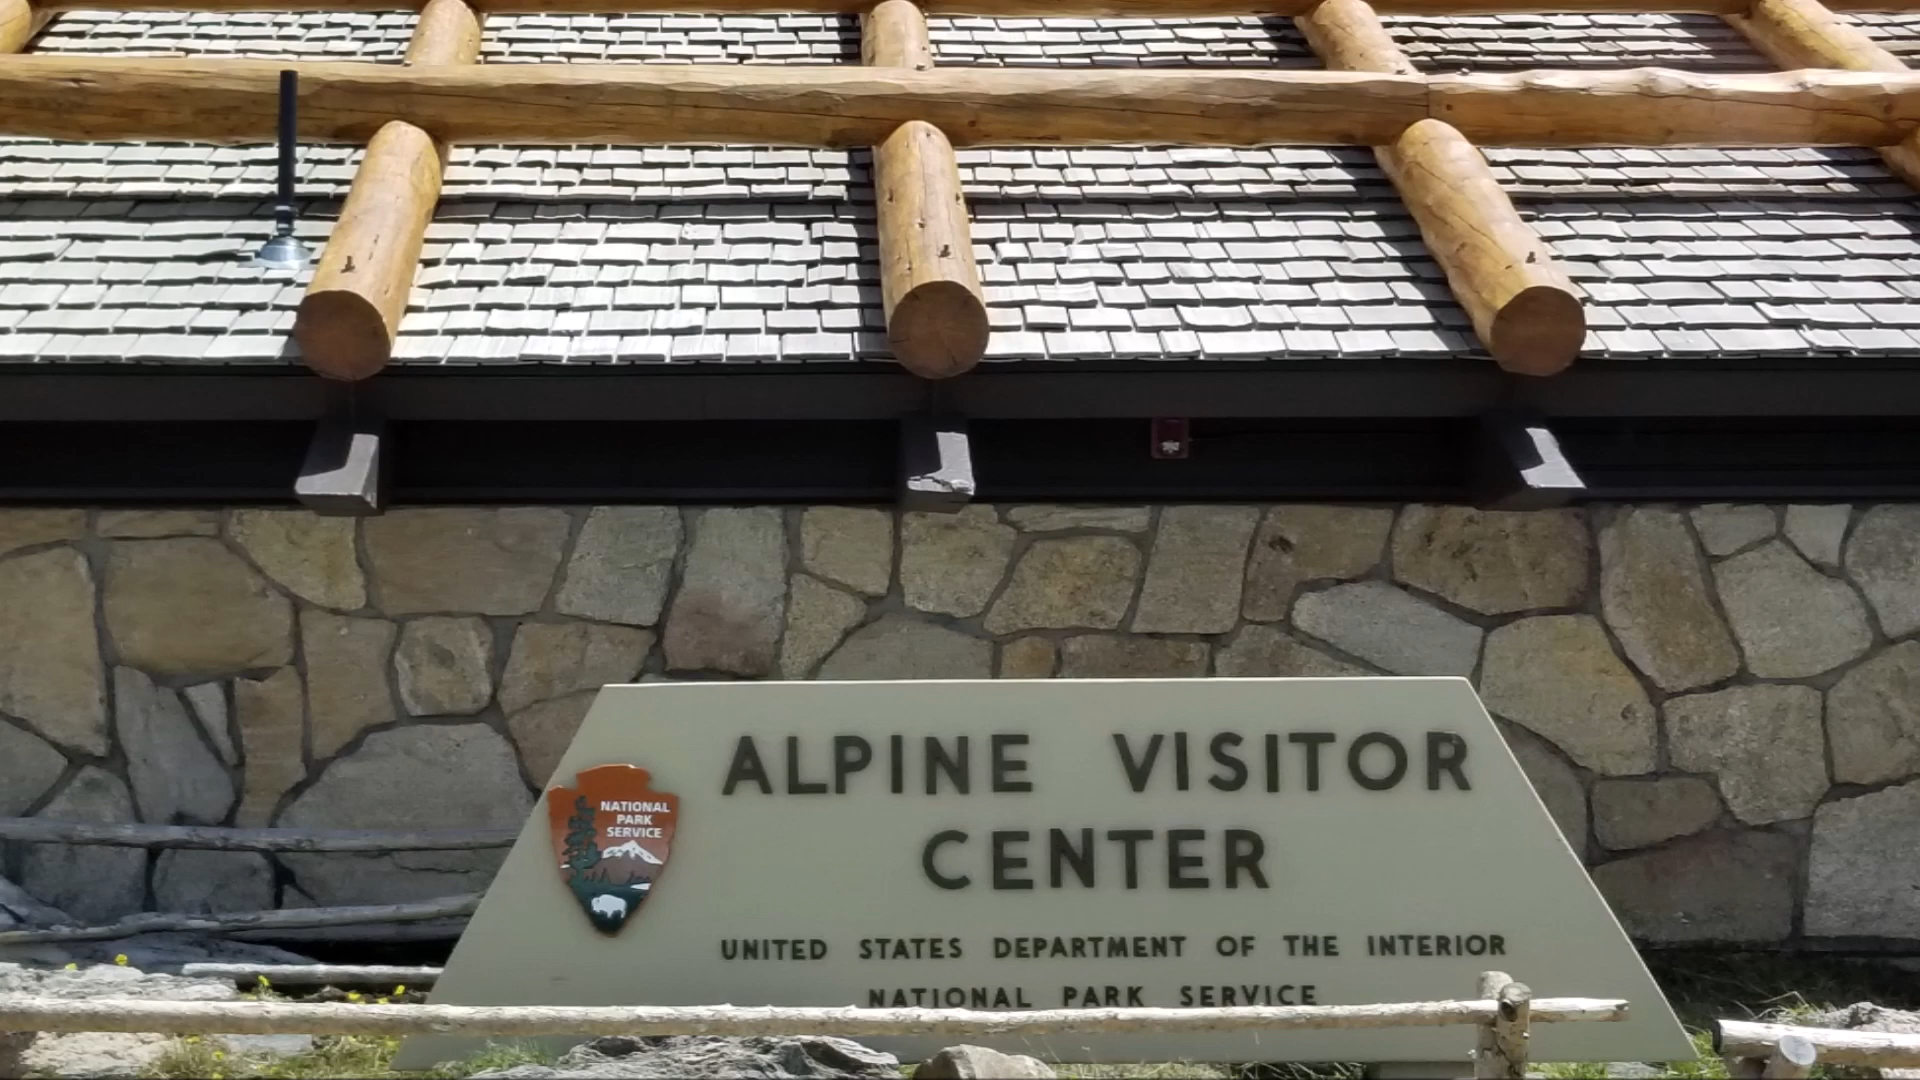 ALPINE VISITOR
CENTER
UNITED STATES DEPARTMENT OF THE INTERIOR
NATIONAL PARK SERVICE
NATIONAL
PARK
SERVICE